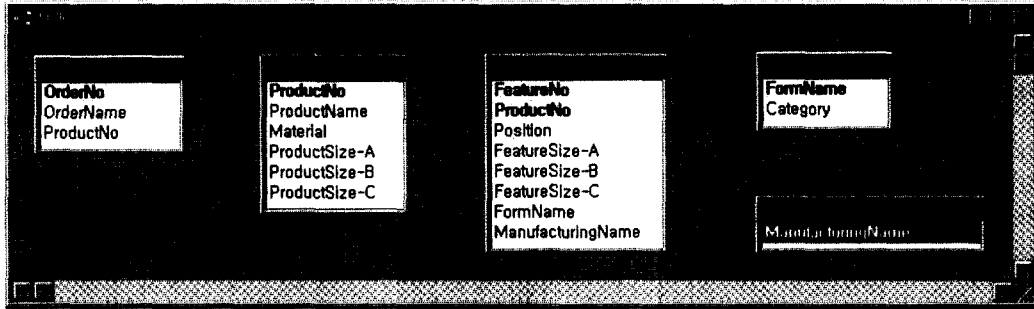 OrderNo
OrderName
ProductNo
ProductNo
ProductName
Material
ProductSize-A
ProductSize-B
ProductSize-C
FeatureNo
ProductNo
Position
FeatureSize-A
FeatureSize-B
FeatureSize-C
FormName
ManufacturingName
FormName
Category
ManufacturingName